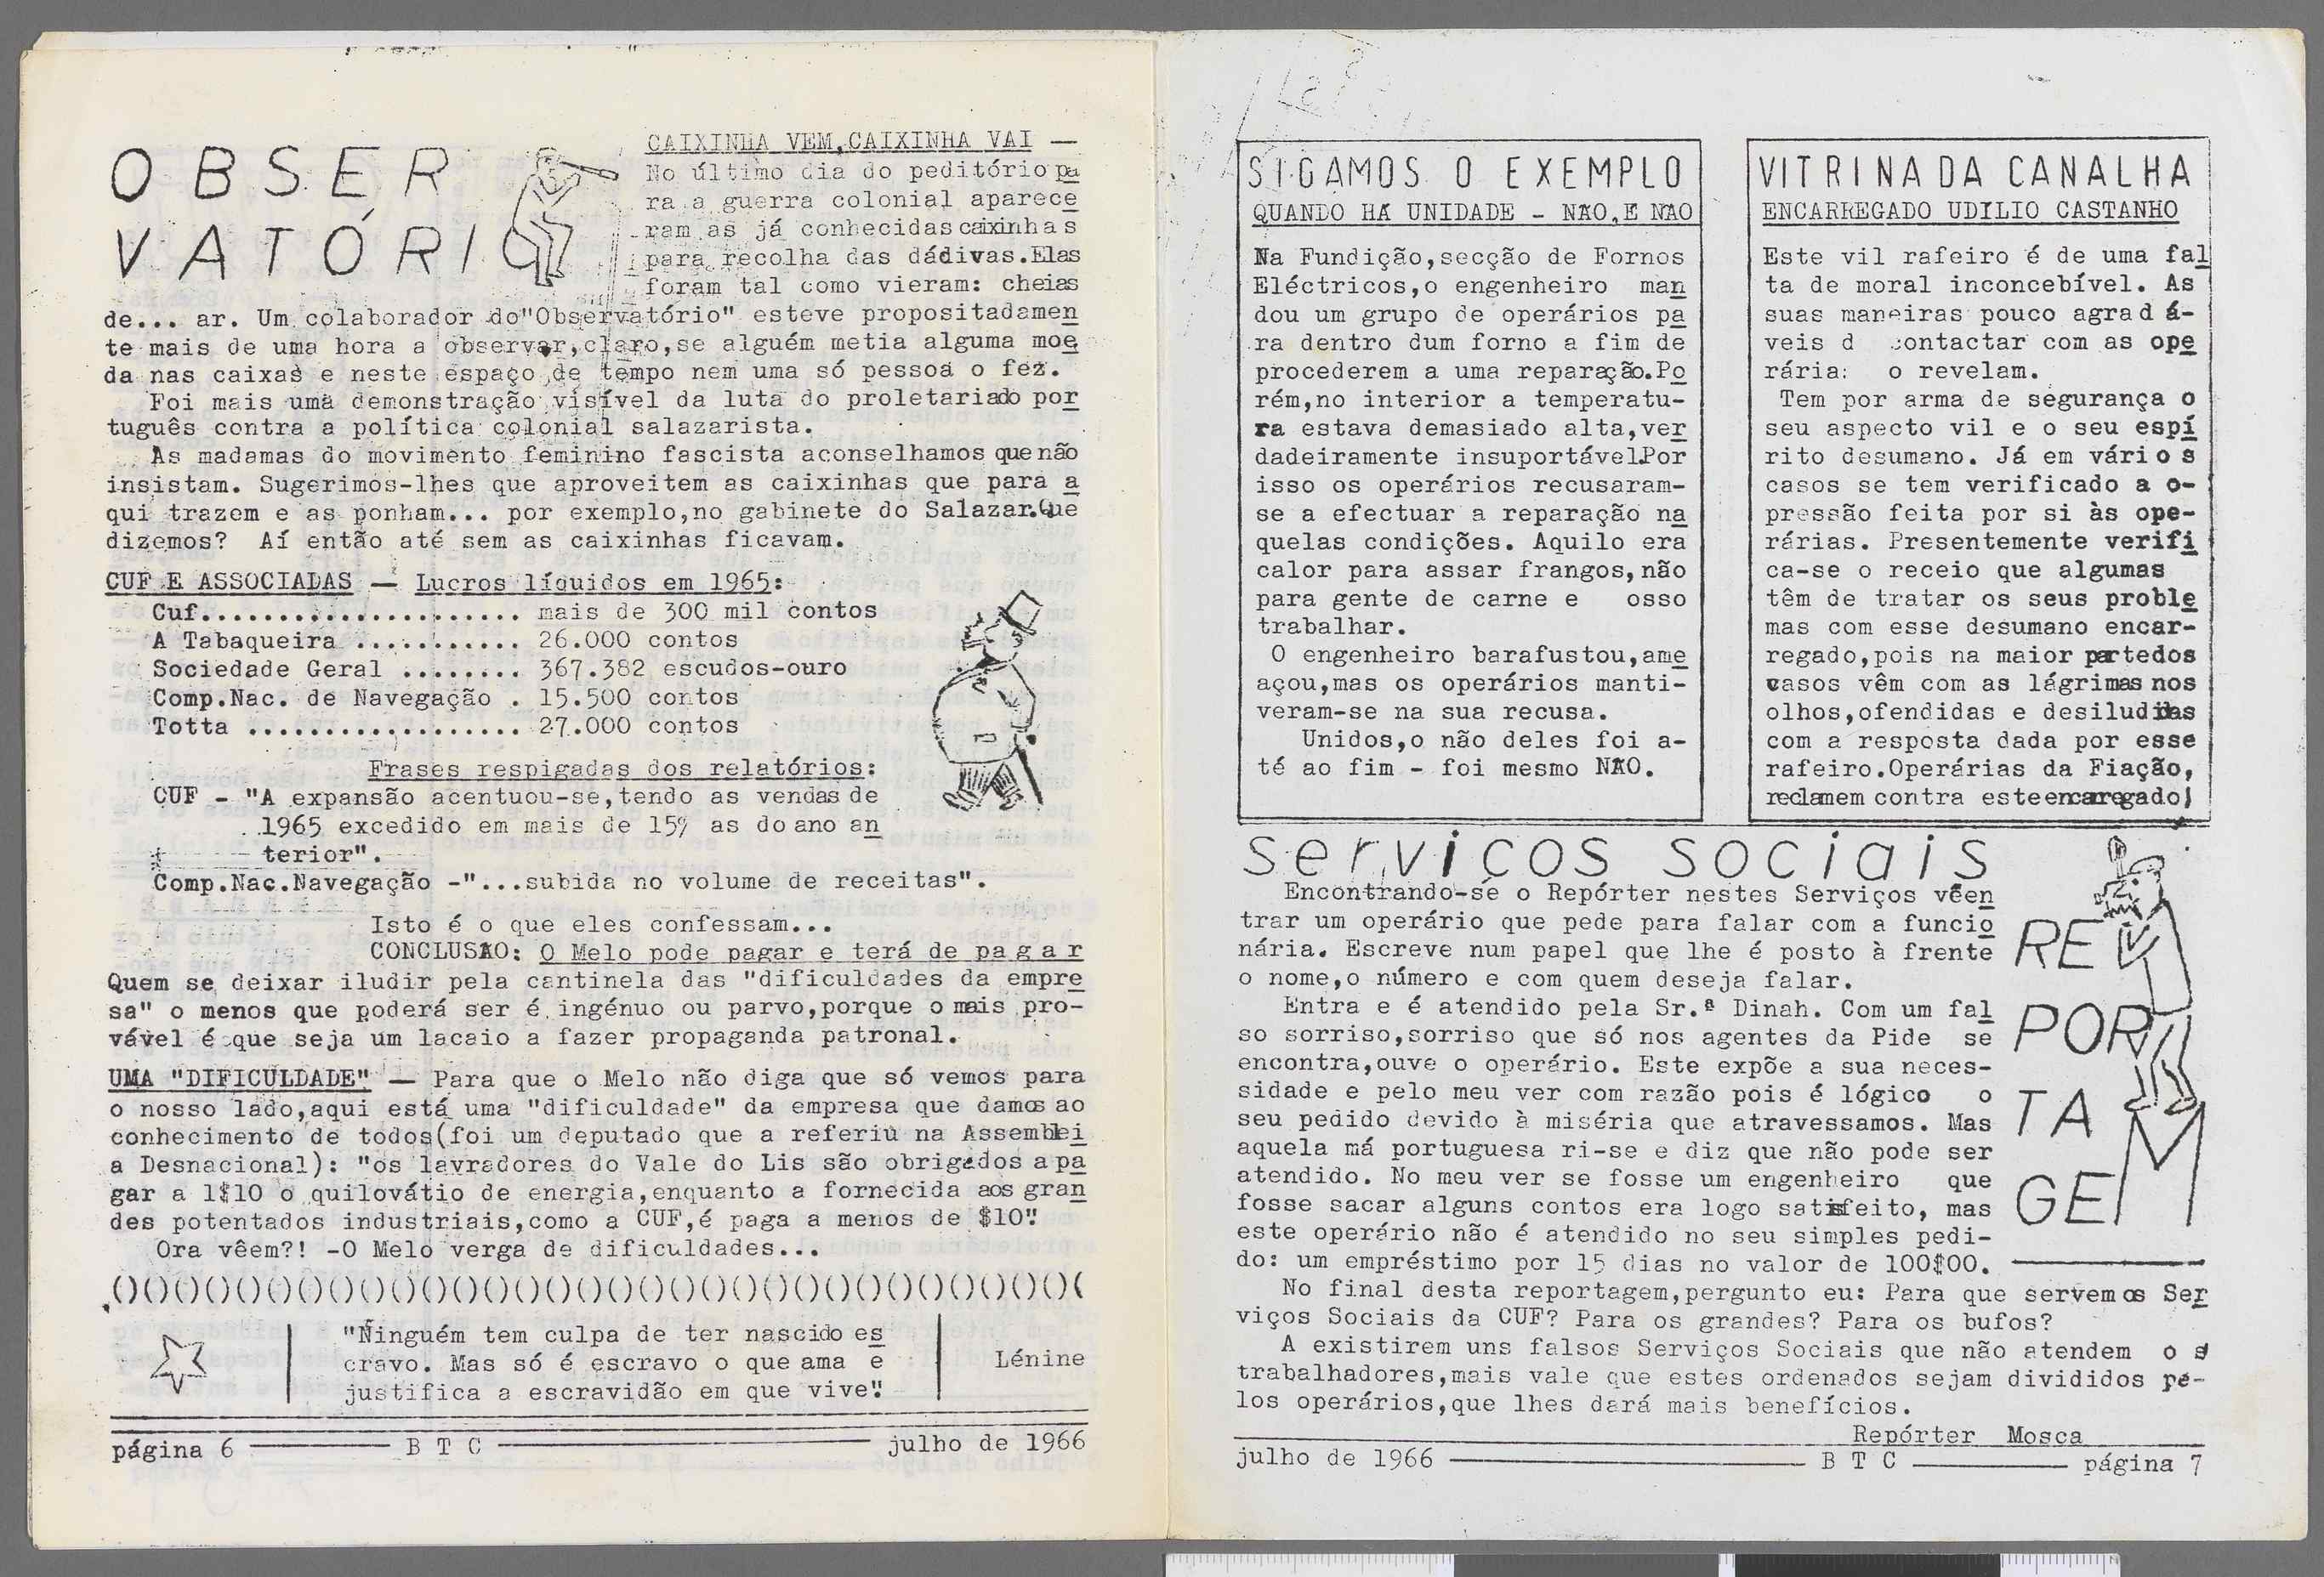 OBSER
VATÓRIO
CAIXINHA VEM,CAIXINHA VAI —
No último dia do peditório pa
ra a guerra colonial aparece
ram as já conhecidas caixinhas
para recolha das dádivas.Elas
foram tal como vieram: cheias
de... ar. Um colaborador do"Observatório" esteve propositadamen
te mais de uma hora a observar,claro,se alguém metia alguma moe
da nas caixas e neste espaço de tempo nem uma só pessoa o fez.
Foi mais uma demonstração visível da luta do proletariado por
tuguês contra a política colonial salazarista.
As madamas do movimento feminino fascista aconselhamos que não
insistam. Sugerimos-lhes que aproveitem as caixinhas que para a
qui trazem e as ponham... por exemplo,no gabinete do Salazar.Que
dizemos? Aí então até sem as caixinhas ficavam.
CUF E ASSOCIADAS — Lucros líquidos em 1965:
Cuf..................... mais de 300 mil contos
A Tabaqueira ........... 26.000 contos
Sociedade Geral ........ 367.382 escudos-ouro
Comp.Nac. de Navegação . 15.500 contos
Totta .................. 27.000 contos
Frases respigadas dos relatórios:
CUF - "A expansão acentuou-se,tendo as vendas de
1965 excedido em mais de 15% as do ano an
terior".
Comp.Nac.Navegação -"...subida no volume de receitas".
Isto é o que eles confessam...
CONCLUSÃO: O Melo pode pagar e terá de pagar
Quem se deixar iludir pela cantinela das "dificuldades da empre
sa" o menos que poderá ser é ingénuo ou parvo,porque o mais pro-
vável é que seja um lacaio a fazer propaganda patronal.
UMA "DIFICULDADE" — Para que o Melo não diga que só vemos para
o nosso lado,aqui está uma "dificuldade" da empresa que damos ao
conhecimento de todos(foi um deputado que a referiu na Assemblei
a Desnacional): "os lavradores do Vale do Lis são obrigados a pa
gar a 1$10 o quilovátio de energia,enquanto a fornecida aos gran
des potentados industriais,como a CUF,é paga a menos de $10".
Ora vêem?! -O Melo verga de dificuldades...
()()()()()()()()()()()()()()()()()()()()()()()()()()()()()()(
"Ninguém tem culpa de ter nascido es
cravo. Mas só é escravo o que ama e
justifica a escravidão em que vive".
Lénine
página 6 — B T C — julho de 1966
SIGAMOS O EXEMPLO
QUANDO HÁ UNIDADE - NÃO,E NÃO
Na Fundição,secção de Fornos
Eléctricos,o engenheiro man
dou um grupo de operários pa
ra dentro dum forno a fim de
procederem a uma reparação.Po
rém,no interior a temperatu-
ra estava demasiado alta,ver
dadeiramente insuportável.Por
isso os operários recusaram-
se a efectuar a reparação na
quelas condições. Aquilo era
calor para assar frangos,não
para gente de carne e osso
trabalhar.
O engenheiro barafustou,ame
açou,mas os operários manti-
veram-se na sua recusa.
Unidos,o não deles foi a-
té ao fim - foi mesmo NÃO.
VITRINA DA CANALHA
ENCARREGADO UDILIO CASTANHO
Este vil rafeiro é de uma fal
ta de moral inconcebível. As
suas maneiras pouco agradá-
veis d contactar com as ope
rária: o revelam.
Tem por arma de segurança o
seu aspecto vil e o seu espí
rito desumano. Já em vários
casos se tem verificado a o-
pressão feita por si às ope-
rárias. Presentemente verifi
ca-se o receio que algumas
têm de tratar os seus proble
mas com esse desumano encar-
regado,pois na maior parte dos
casos vêm com as lágrimas nos
olhos,ofendidas e desiludidas
com a resposta dada por esse
rafeiro.Operárias da Fiação,
reclamem contra este encarregado!
serviços sociais
Encontrando-se o Repórter nestes Serviços vê en
trar um operário que pede para falar com a funcio
nária. Escreve num papel que lhe é posto à frente
o nome,o número e com quem deseja falar.
Entra e é atendido pela Sr.ª Dinah. Com um fal
so sorriso,sorriso que só nos agentes da Pide se
encontra,ouve o operário. Este expõe a sua neces-
sidade e pelo meu ver com razão pois é lógico o
seu pedido devido à miséria que atravessamos. Mas
aquela má portuguesa ri-se e diz que não pode ser
atendido. No meu ver se fosse um engenheiro que
fosse sacar alguns contos era logo satisfeito, mas
este operário não é atendido no seu simples pedi-
do: um empréstimo por 15 dias no valor de 100$00.
No final desta reportagem,pergunto eu: Para que servem os Ser
viços Sociais da CUF? Para os grandes? Para os bufos?
A existirem uns falsos Serviços Sociais que não atendem os
trabalhadores,mais vale que estes ordenados sejam divididos pe-
los operários,que lhes dará mais benefícios.
Repórter Mosca
RE
POR
TA
GEM
julho de 1966 — B T C — página 7